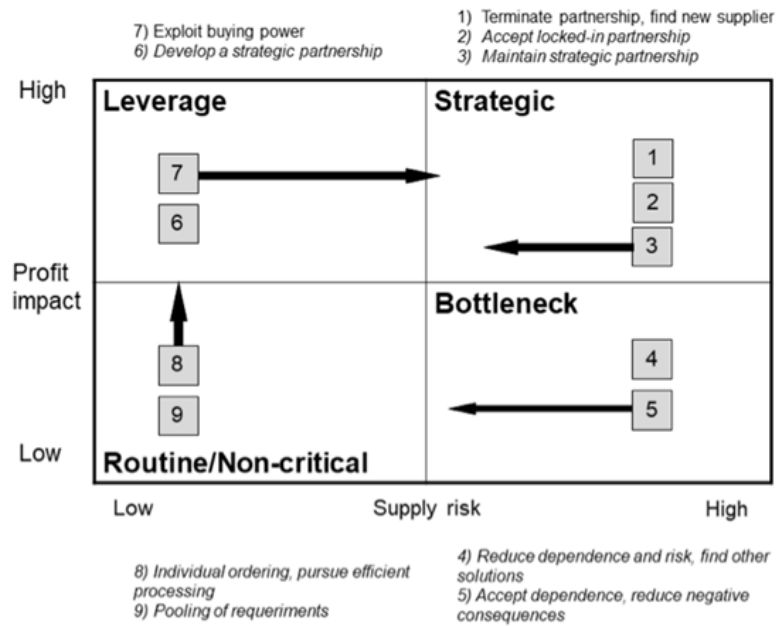 7) Exploit buying power
6) Develop a strategic partnership
1) Terminate partnership, find new supplier
2) Accept locked-in partnership
3) Maintain strategic partnership
High
Leverage
Strategic
7
1
6
2
3
Profit
impact
Bottleneck
8
4
9
5
Low
Routine/Non-critical
Low
Supply risk
High
8) Individual ordering, pursue efficient
processing
9) Pooling of requeriments
4) Reduce dependence and risk, find other
solutions
5) Accept dependence, reduce negative
consequences